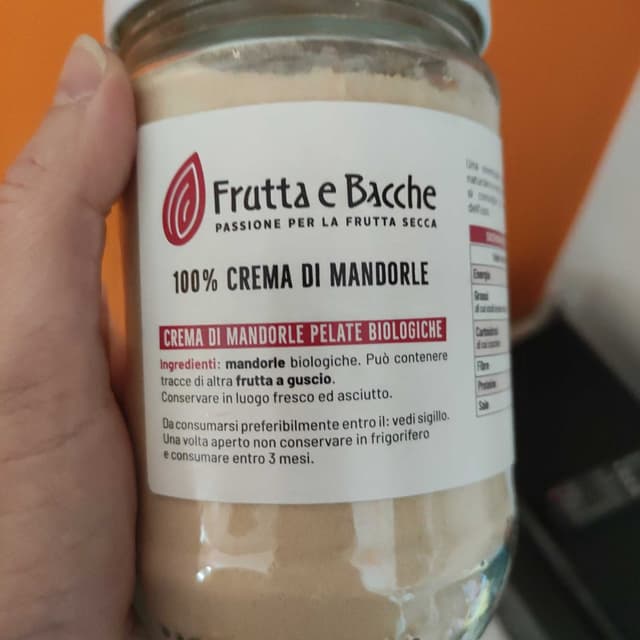 Frutta e Bacche
PASSIONE PER LA FRUTTA SECCA
100% CREMA DI MANDORLE
CREMA DI MANDORLE PELATE BIOLOGICHE
Ingredienti: mandorle biologiche. Può contenere
tracce di altra frutta a guscio.
Conservare in luogo fresco ed asciutto.
Da consumarsi preferibilmente entro il: vedi sigillo.
Una volta aperto non conservare in frigorifero
e consumare entro 3 mesi.
Energia
Grassi
Carboidrati
Fibre
Proteine
Sale